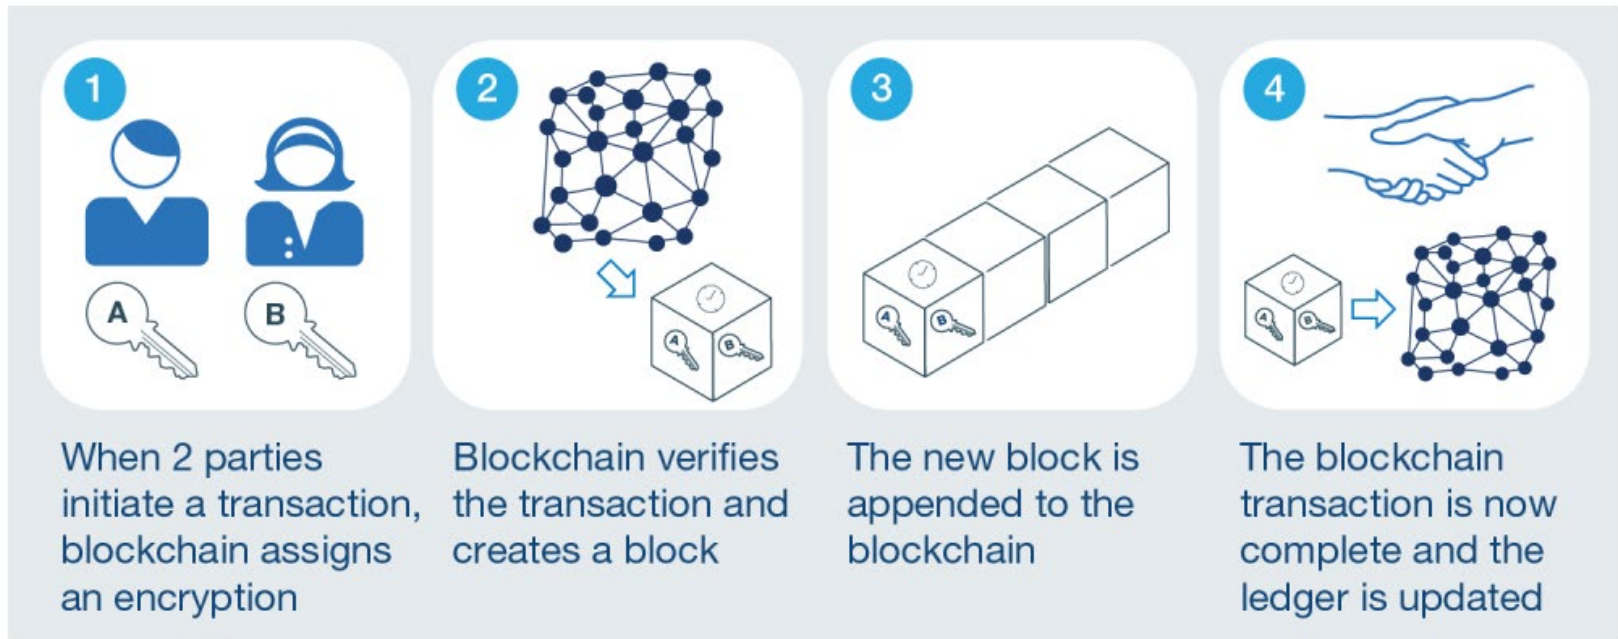 1
A
B
When 2 parties
initiate a transaction,
blockchain assigns
an encryption
2
A
B
Blockchain verifies
the transaction and
creates a block
3
A
B
The new block is
appended to the
blockchain
4
A
B
The blockchain
transaction is now
complete and the
ledger is updated